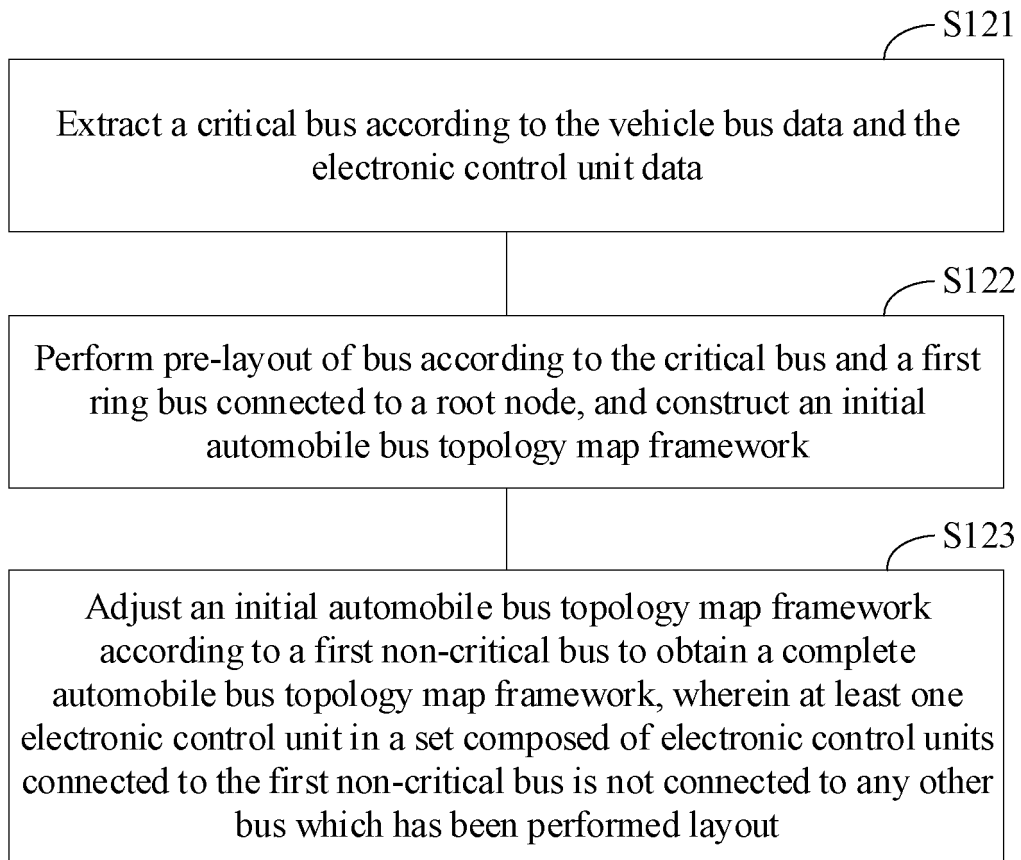 S121
Extract a critical bus according to the vehicle bus data and the
electronic control unit data
S122
Perform pre-layout of bus according to the critical bus and a first
ring bus connected to a root node, and construct an initial
automobile bus topology map framework
S123
Adjust an initial automobile bus topology map framework
according to a first non-critical bus to obtain a complete
automobile bus topology map framework, wherein at least one
electronic control unit in a set composed of electronic control units
connected to the first non-critical bus is not connected to any other
bus which has been performed layout